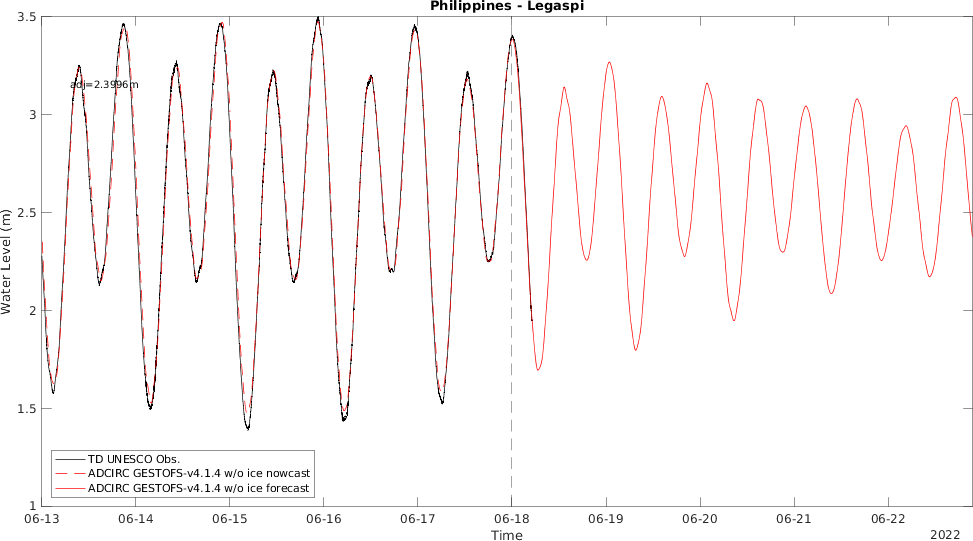 Philippines - Legaspi
3.5
3
2.5
2
1.5
1
Water Level (m)
adj=2.3996m
TD UNESCO Obs.
ADCIRC GESTOFS-v4.1.4 w/o ice nowcast
ADCIRC GESTOFS-v4.1.4 w/o ice forecast
06-13 06-14 06-15 06-16 06-17 06-18 06-19 06-20 06-21 06-22
Time
2022